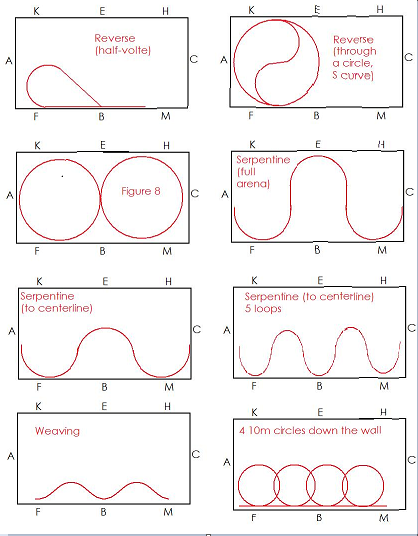 K E H
Reverse
(half-volte)
A C
F B M
K E H
Reverse
(through
a circle,
S curve)
A C
F B M
K E H
Figure 8
A C
F B M
K E H
Serpentine
(full
arena)
A C
F B M
K E H
Serpentine
(to centerline)
A C
F B M
K E H
Serpentine (to centerline)
5 loops
A C
F B M
K E H
Weaving
A C
F B M
K E H
4 10m circles down the wall
A C
F B M